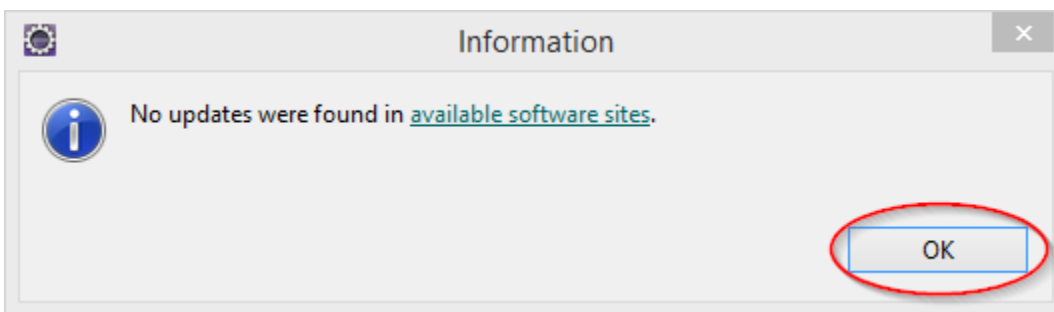 Information
No updates were found in available software sites.
OK